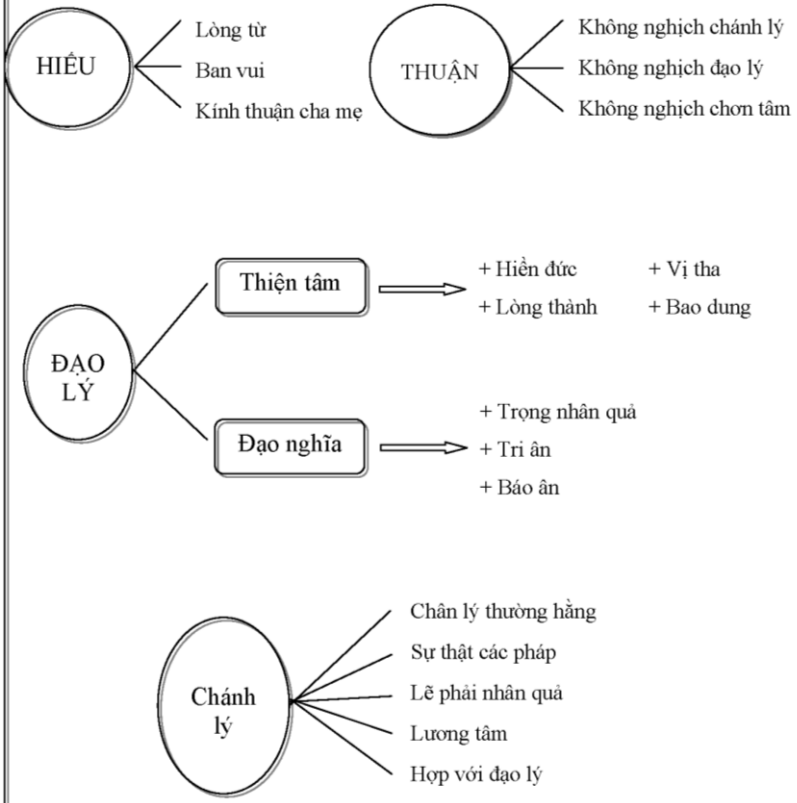 HIẾU
Lòng từ
Ban vui
Kính thuận cha mẹ
THUẬN
Không nghịch chánh lý
Không nghịch đạo lý
Không nghịch chơn tâm
ĐẠO
LÝ
Thiện tâm
+ Hiền đức
+ Vị tha
+ Lòng thành
+ Bao dung
Đạo nghĩa
+ Trọng nhân quả
+ Tri ân
+ Báo ân
Chánh
lý
Chân lý thường hằng
Sự thật các pháp
Lẽ phải nhân quả
Lương tâm
Hợp với đạo lý